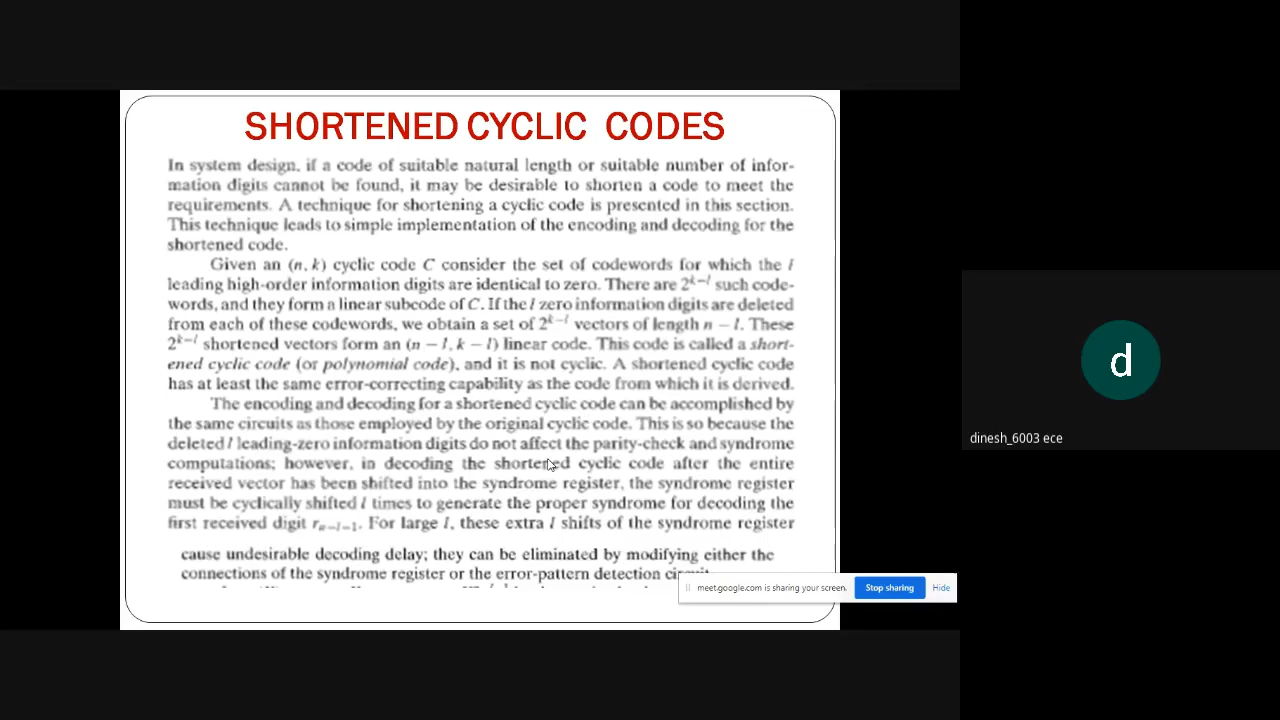 SHORTENED CYCLIC CODES
In system design, if a code of suitable natural length or suitable number of infor-
mation digits cannot be found, it may be desirable to shorten a code to meet the
requirements. A technique for shortening a cyclic code is presented in this section.
This technique leads to simple implementation of the encoding and decoding for the
shortened code.
Given an (n, k) cyclic code C consider the set of codewords for which the l
leading high-order information digits are identical to zero. There are 2^{k-l} such code-
words, and they form a linear subcode of C. If the l zero information digits are deleted
from each of these codewords, we obtain a set of 2^{k-l} vectors of length n − l. These
2^{k-l} shortened vectors form an (n − l, k − l) linear code. This code is called a short-
ened cyclic code (or polynomial code), and it is not cyclic. A shortened cyclic code
has at least the same error-correcting capability as the code from which it is derived.
The encoding and decoding for a shortened cyclic code can be accomplished by
the same circuits as those employed by the original cyclic code. This is so because the
deleted l leading-zero information digits do not affect the parity-check and syndrome
computations; however, in decoding the shortened cyclic code after the entire
received vector has been shifted into the syndrome register, the syndrome register
must be cyclically shifted l times to generate the proper syndrome for decoding the
first received digit r_{n-l-1}. For large l, these extra l shifts of the syndrome register
cause undesirable decoding delay; they can be eliminated by modifying either the
connections of the syndrome register or the error-pattern detection
meet.google.com is sharing your screen. Stop sharing Hide
d
dinesh_6003 ece